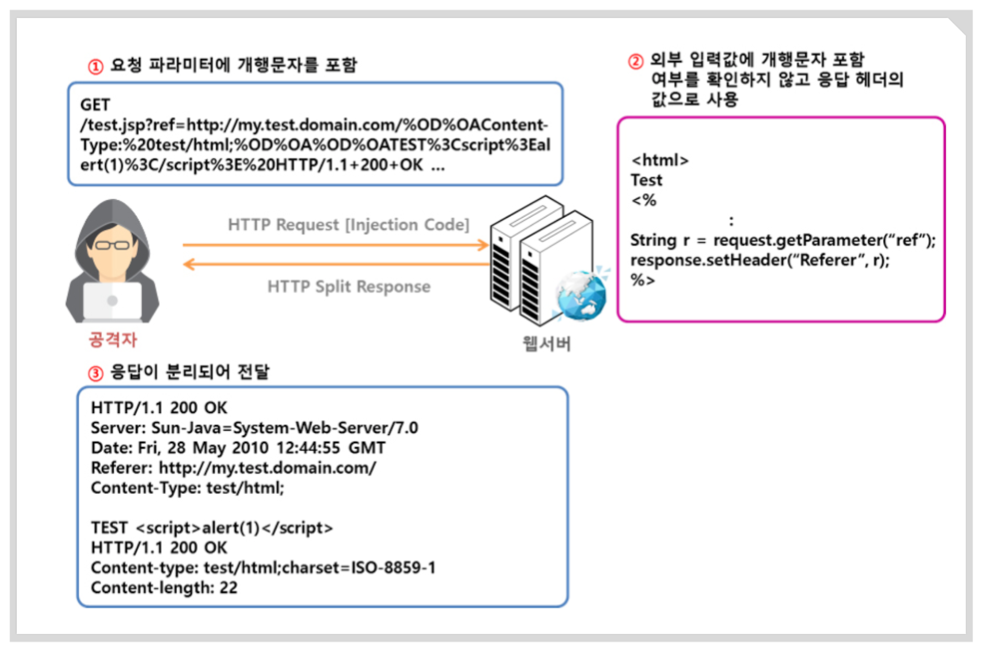 ① 요청 파라미터에 개행문자를 포함
GET
/test.jsp?ref=http://my.test.domain.com/%OD%OAContent-
Type:%20test/html;%OD%OA%OD%OATEST%3Cscript%3Eal
ert(1)%3C/script%3E%20HTTP/1.1+200+OK ...
② 외부 입력값에 개행문자 포함
여부를 확인하지 않고 응답 헤더의
값으로 사용
<html>
Test
<%
:
String r = request.getParameter(“ref”);
response.setHeader(“Referer”, r);
%>
HTTP Request [Injection Code]
HTTP Split Response
공격자
웹서버
③ 응답이 분리되어 전달
HTTP/1.1 200 OK
Server: Sun-Java=System-Web-Server/7.0
Date: Fri, 28 May 2010 12:44:55 GMT
Referer: http://my.test.domain.com/
Content-Type: test/html;
TEST <script>alert(1)</script>
HTTP/1.1 200 OK
Content-type: test/html;charset=ISO-8859-1
Content-length: 22